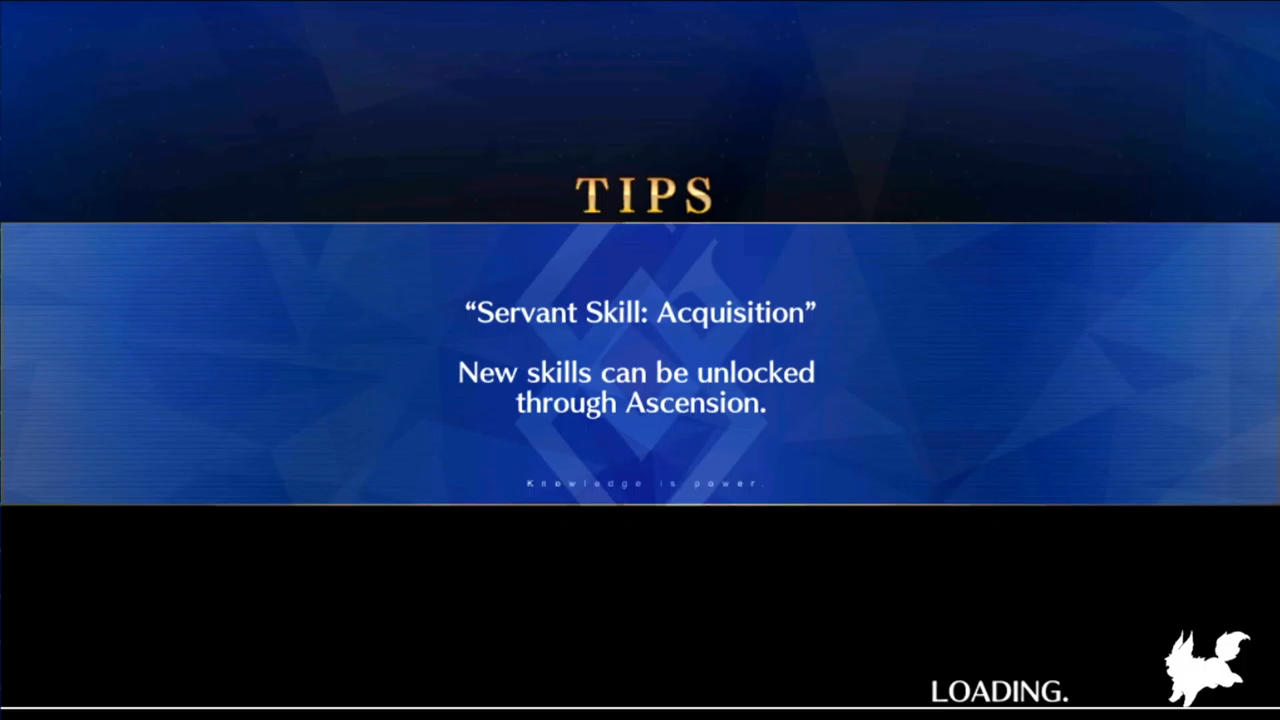 TIPS
“Servant Skill: Acquisition”
New skills can be unlocked
through Ascension.
Knowledge is power.
LOADING.